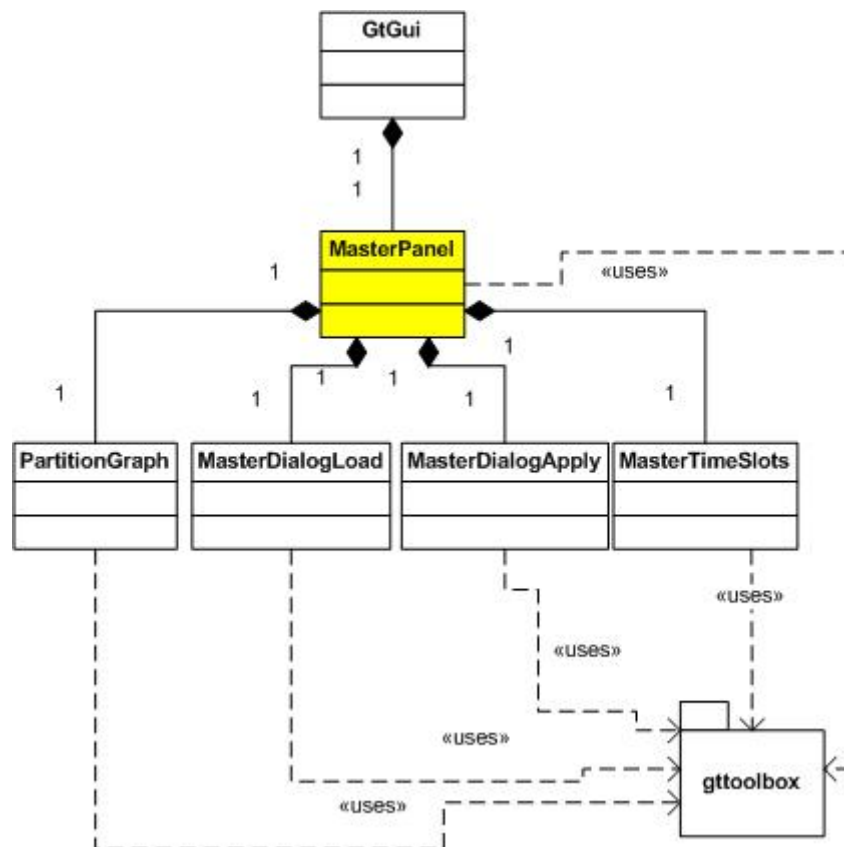 GtGui
1
1
MasterPanel
1
«uses»
1
1
1
1
1
1
1
PartitionGraph
MasterDialogLoad
MasterDialogApply
MasterTimeSlots
«uses»
«uses»
«uses»
gttoolbox
«uses»